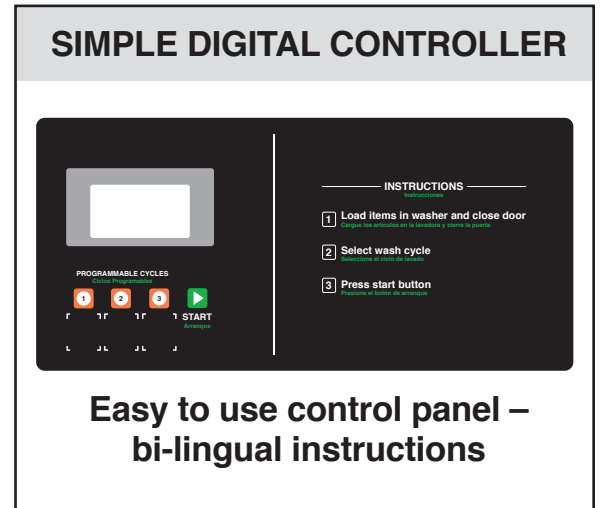 SIMPLE DIGITAL CONTROLLER
PROGRAMMABLE CYCLES
Ciclos Programables
1 2 3
START
Arranque
INSTRUCTIONS
Instrucciones
1 Load items in washer and close door
Cargue los artículos en la lavadora y cierre la puerta
2 Select wash cycle
Seleccione el ciclo de lavado
3 Press start button
Presione el botón de arranque
Easy to use control panel –
bi-lingual instructions